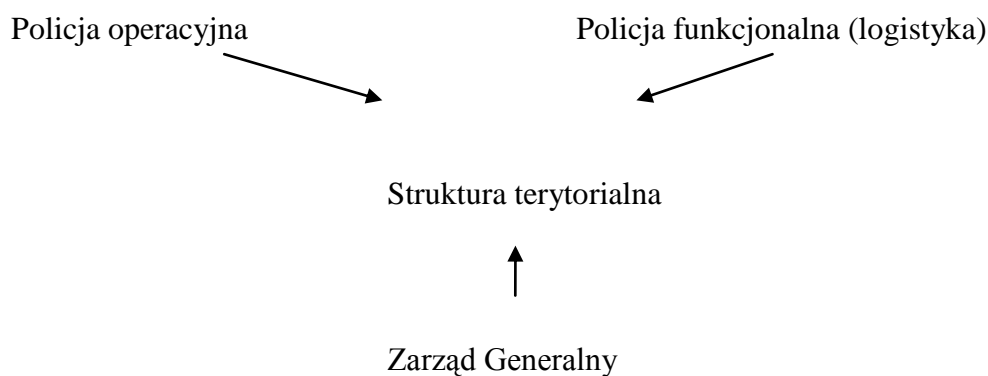 Policja operacyjna
Policja funkcjonalna (logistyka)
Struktura terytorialna
Zarząd Generalny